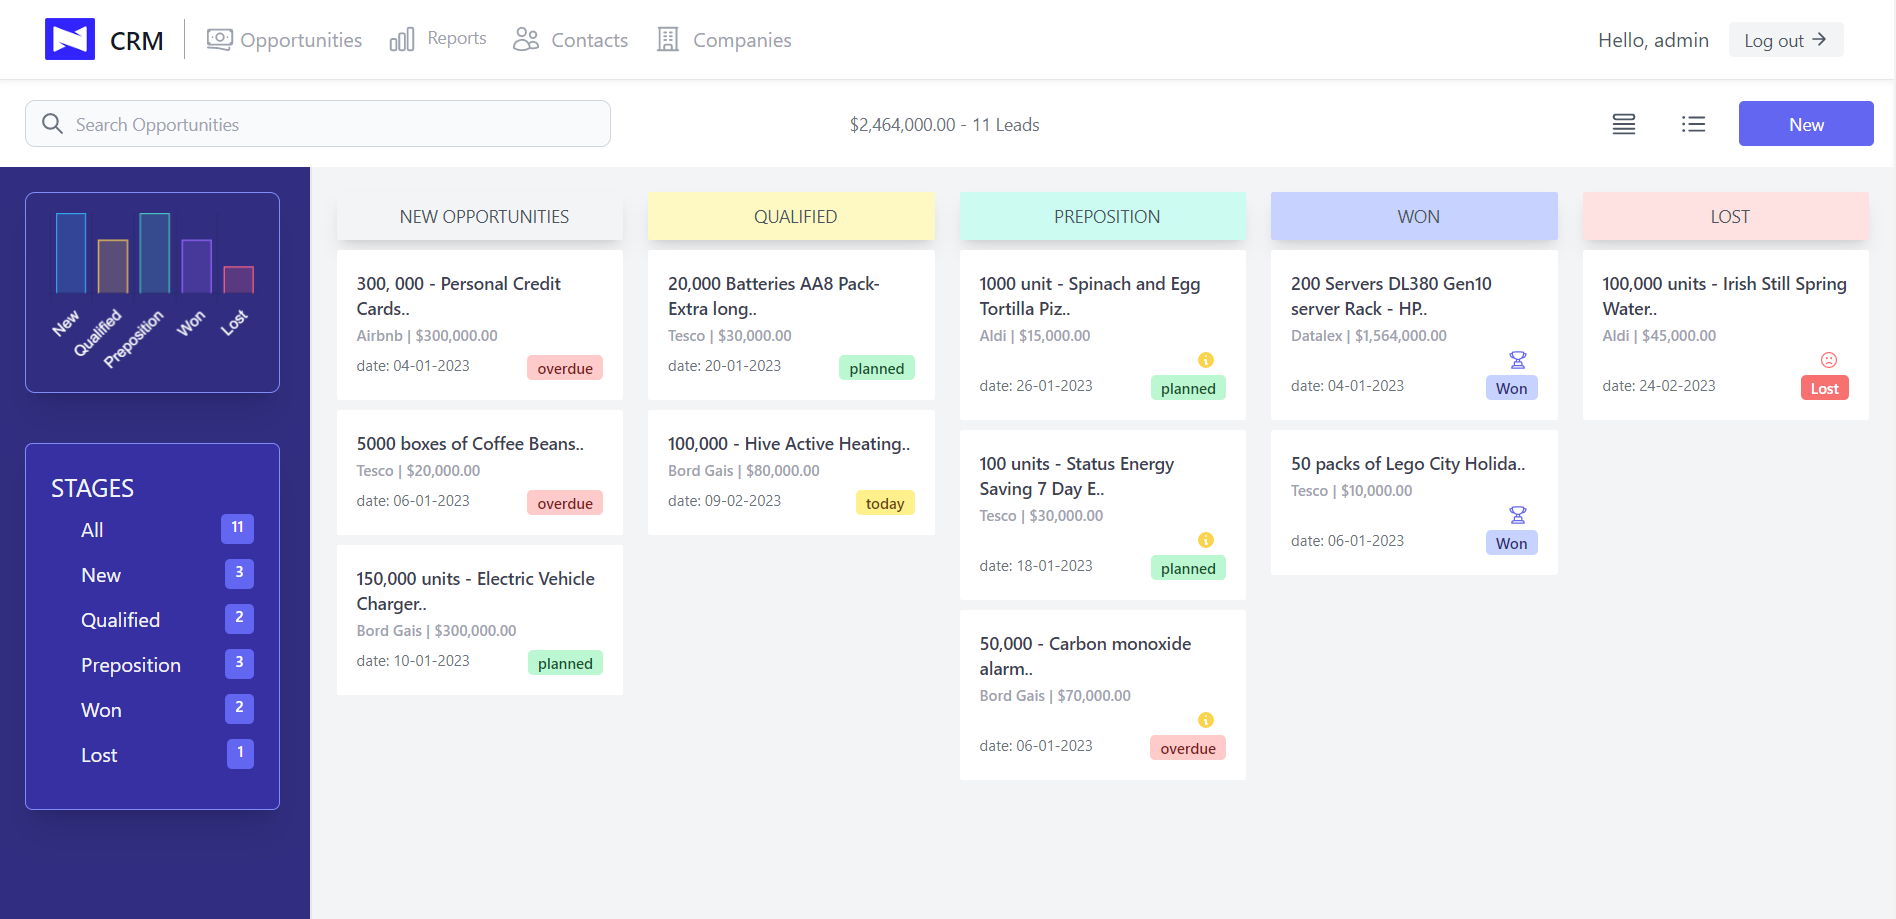 CRM
Opportunities
Reports
Contacts
Companies
Hello, admin
Log out
Search Opportunities
$2,464,000.00 - 11 Leads
New
New
Qualified
Preposition
Won
Lost
STAGES
All 11
New 3
Qualified 2
Preposition 3
Won 2
Lost 1
NEW OPPORTUNITIES
300, 000 - Personal Credit
Cards..
Airbnb | $300,000.00
date: 04-01-2023 overdue
5000 boxes of Coffee Beans..
Tesco | $20,000.00
date: 06-01-2023 overdue
150,000 units - Electric Vehicle
Charger..
Bord Gais | $300,000.00
date: 10-01-2023 planned
QUALIFIED
20,000 Batteries AA8 Pack-
Extra long..
Tesco | $30,000.00
date: 20-01-2023 planned
100,000 - Hive Active Heating..
Bord Gais | $80,000.00
date: 09-02-2023 today
PREPOSITION
1000 unit - Spinach and Egg
Tortilla Piz..
Aldi | $15,000.00
date: 26-01-2023 planned
100 units - Status Energy
Saving 7 Day E..
Tesco | $30,000.00
date: 18-01-2023 planned
50,000 - Carbon monoxide
alarm..
Bord Gais | $70,000.00
date: 06-01-2023 overdue
WON
200 Servers DL380 Gen10
server Rack - HP..
Datalex | $1,564,000.00
date: 04-01-2023 Won
50 packs of Lego City Holida..
Tesco | $10,000.00
date: 06-01-2023 Won
LOST
100,000 units - Irish Still Spring
Water..
Aldi | $45,000.00
date: 24-02-2023 Lost